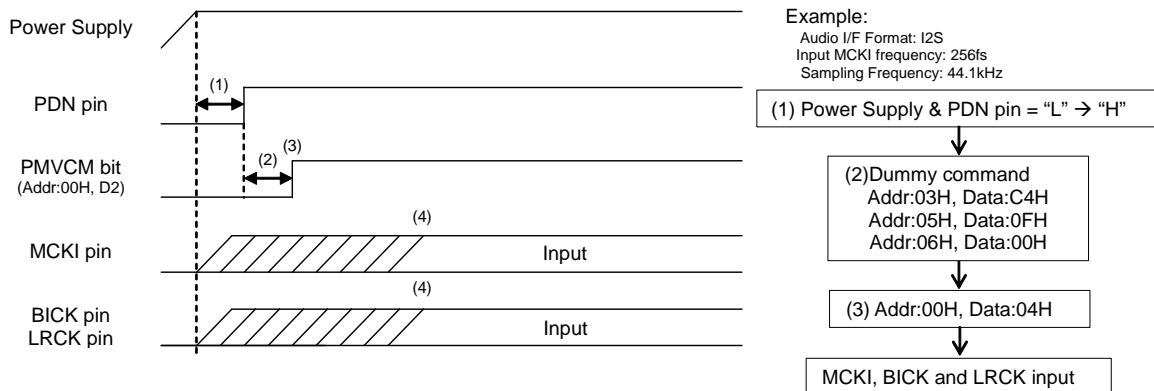 Power Supply
PDN pin
PMVCM bit
(Addr:00H, D2)
MCKI pin
BICK pin
LRCK pin
(1)
(2)
(3)
(4)
Input
(4)
Input
Example:
Audio I/F Format: I2S
Input MCKI frequency: 256fs
Sampling Frequency: 44.1kHz
(1) Power Supply & PDN pin = “L” → “H”
(2)Dummy command
Addr:03H, Data:C4H
Addr:05H, Data:0FH
Addr:06H, Data:00H
(3) Addr:00H, Data:04H
MCKI, BICK and LRCK input